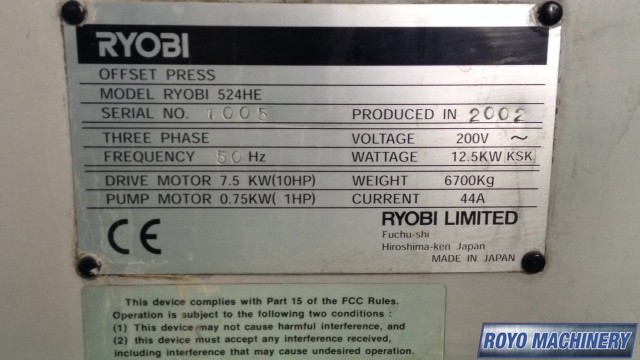 RYOBI
OFFSET PRESS
MODEL RYOBI 524HE
SERIAL NO. 1005 PRODUCED IN 2002
THREE PHASE VOLTAGE 200V ~
FREQUENCY 50 Hz WATTAGE 12.5KW KSK
DRIVE MOTOR 7.5 KW(10HP) WEIGHT 6700Kg
PUMP MOTOR 0.75KW( 1HP) CURRENT 44A
RYOBI LIMITED
Fuchu-shi
Hiroshima-ken Japan
MADE IN JAPAN
CE
This device complies with Part 15 of the FCC Rules.
Operation is subject to the following two conditions :
(1) This device may not cause harmful interference, and
(2) this device must accept any interference received,
including interference that may cause undesired operation.
ROYO MACHINERY